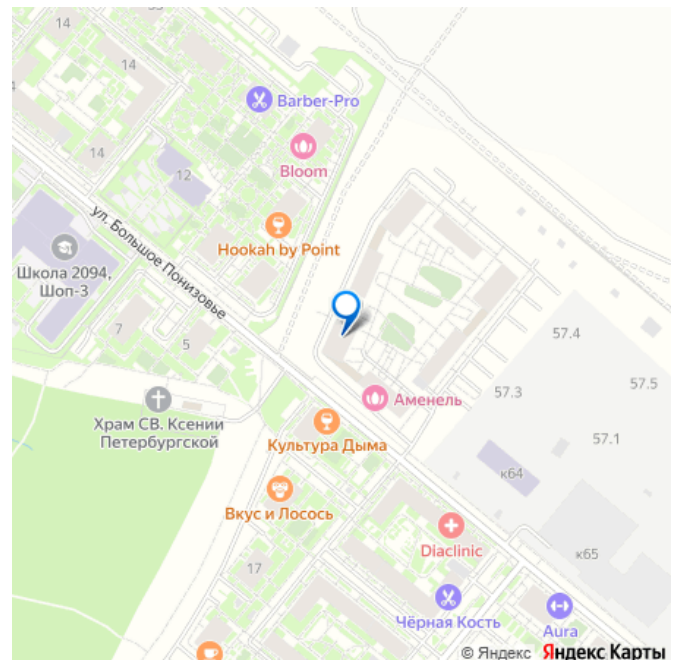 14
14
Barber-Pro
Bloom
14
12
Hookah by Point
ул. Большое Понизовье
Школа 2094,
Шоп-3
7
5
57.4
57.5
57.3
57.1
Аменель
Храм СВ. Ксении
Петербургской
Культура Дыма
к64
Вкус и Лосось
Diaclinic
к65
17
Чёрная Кость
Aura
© Яндекс Яндекс Карты